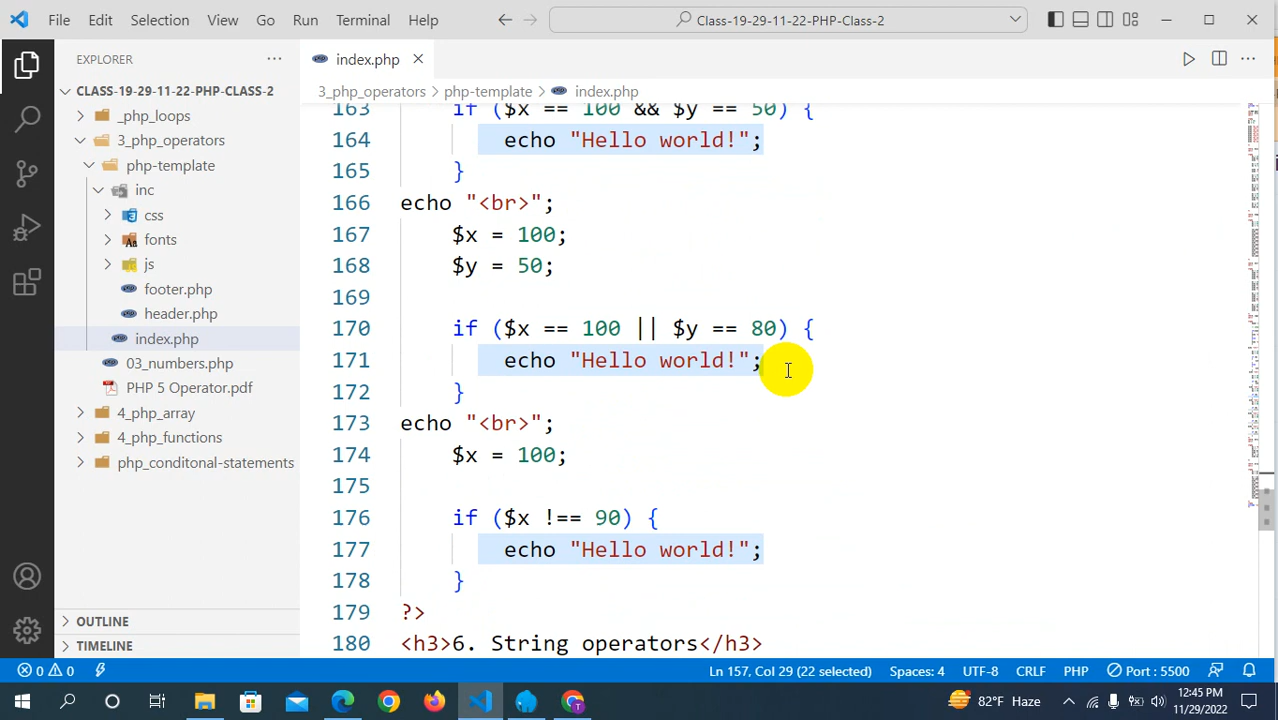 File Edit Selection View Go Run Terminal Help
Class-19-29-11-22-PHP-Class-2
EXPLORER
index.php
CLASS-19-29-11-22-PHP-CLASS-2
_php_loops
3_php_operators
php-template
inc
css
fonts
js
footer.php
header.php
index.php
03_numbers.php
PHP 5 Operator.pdf
4_php_array
4_php_functions
php_conditonal-statements
OUTLINE
TIMELINE
3_php_operators > php-template > index.php
163 if ($x == 100 && $y == 50) {
164 echo "Hello world!";
165 }
166 echo "<br>";
167 $x = 100;
168 $y = 50;
169
170 if ($x == 100 || $y == 80) {
171 echo "Hello world!";
172 }
173 echo "<br>";
174 $x = 100;
175
176 if ($x !== 90) {
177 echo "Hello world!";
178 }
179 ?>
180 <h3>6. String operators</h3>
0 0 Ln 157, Col 29 (22 selected) Spaces: 4 UTF-8 CRLF PHP Port : 5500
82°F Haze
12:45 PM
11/29/2022